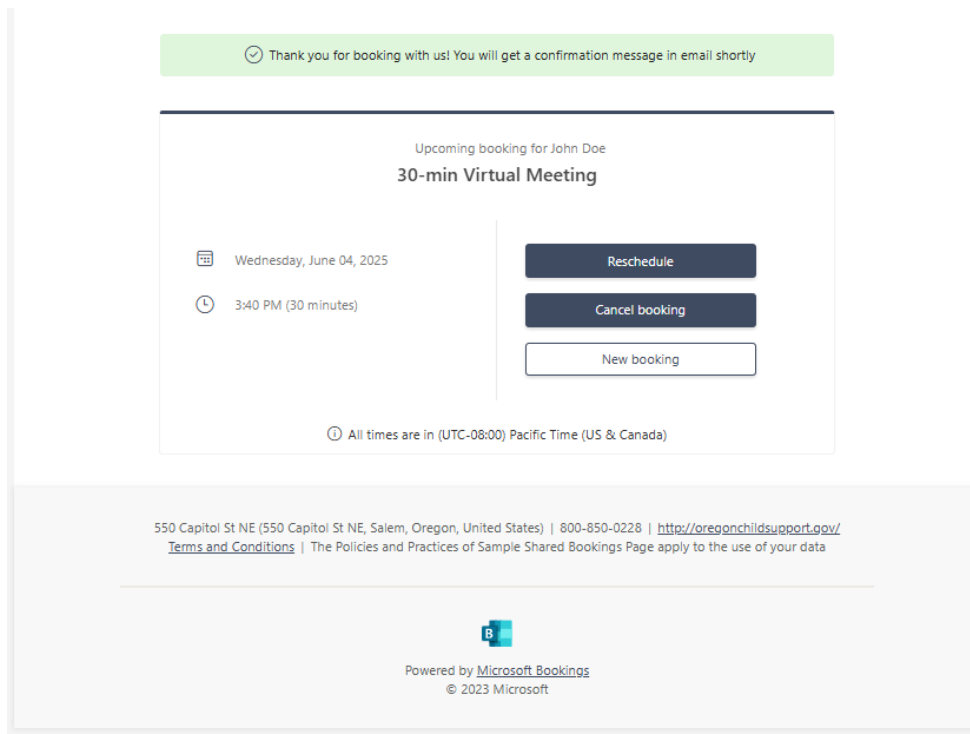 Thank you for booking with us! You will get a confirmation message in email shortly
Upcoming booking for John Doe
30-min Virtual Meeting
Wednesday, June 04, 2025
3:40 PM (30 minutes)
Reschedule
Cancel booking
New booking
All times are in (UTC-08:00) Pacific Time (US & Canada)
550 Capitol St NE (550 Capitol St NE, Salem, Oregon, United States) | 800-850-0228 | http://oregonchildsupport.gov/
Terms and Conditions | The Policies and Practices of Sample Shared Bookings Page apply to the use of your data
B
Powered by Microsoft Bookings
© 2023 Microsoft